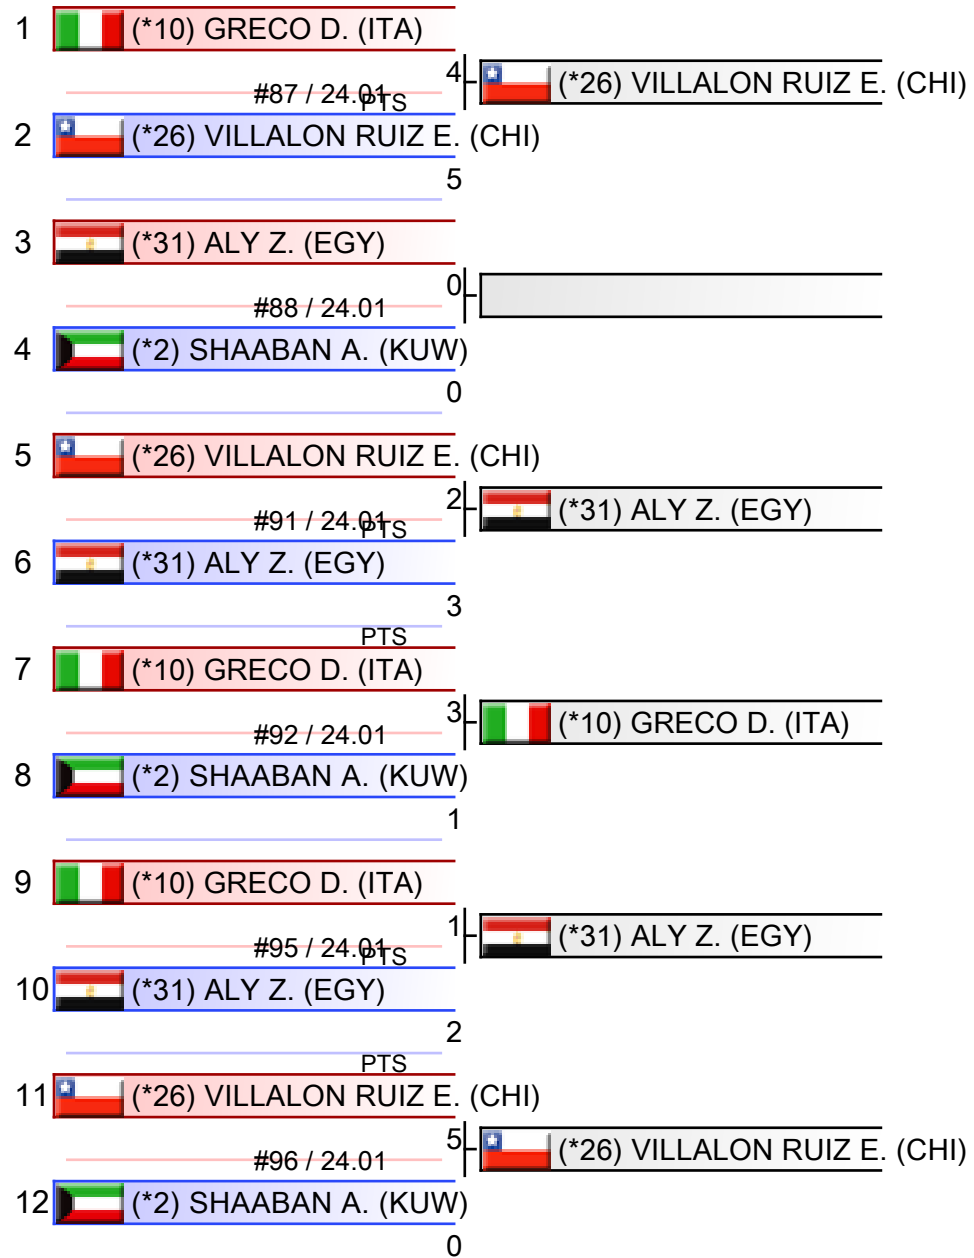 1 (*10) GRECO D. (ITA)
4 (*26) VILLALON RUIZ E. (CHI)
#87 / 24.01 PTS
2 (*26) VILLALON RUIZ E. (CHI)
5
3 (*31) ALY Z. (EGY)
0
#88 / 24.01
4 (*2) SHAABAN A. (KUW)
0
5 (*26) VILLALON RUIZ E. (CHI)
2 (*31) ALY Z. (EGY)
#91 / 24.01 PTS
6 (*31) ALY Z. (EGY)
3
PTS
7 (*10) GRECO D. (ITA)
3 (*10) GRECO D. (ITA)
#92 / 24.01
8 (*2) SHAABAN A. (KUW)
1
9 (*10) GRECO D. (ITA)
1 (*31) ALY Z. (EGY)
#95 / 24.01 PTS
10 (*31) ALY Z. (EGY)
2
PTS
11 (*26) VILLALON RUIZ E. (CHI)
5 (*26) VILLALON RUIZ E. (CHI)
#96 / 24.01
12 (*2) SHAABAN A. (KUW)
0